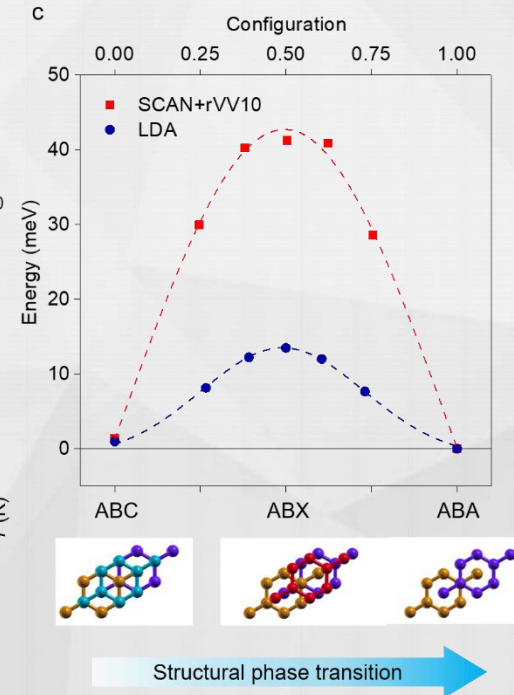 c
Configuration
0.00 0.25 0.50 0.75 1.00
50
SCAN+rVV10
LDA
40
30
20
10
0
Energy (meV)
ABC ABX ABA
Structural phase transition